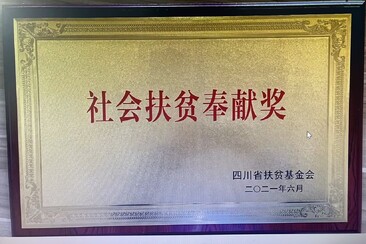 社会扶贫奉献奖
四川省扶贫基金会
二〇二一年六月